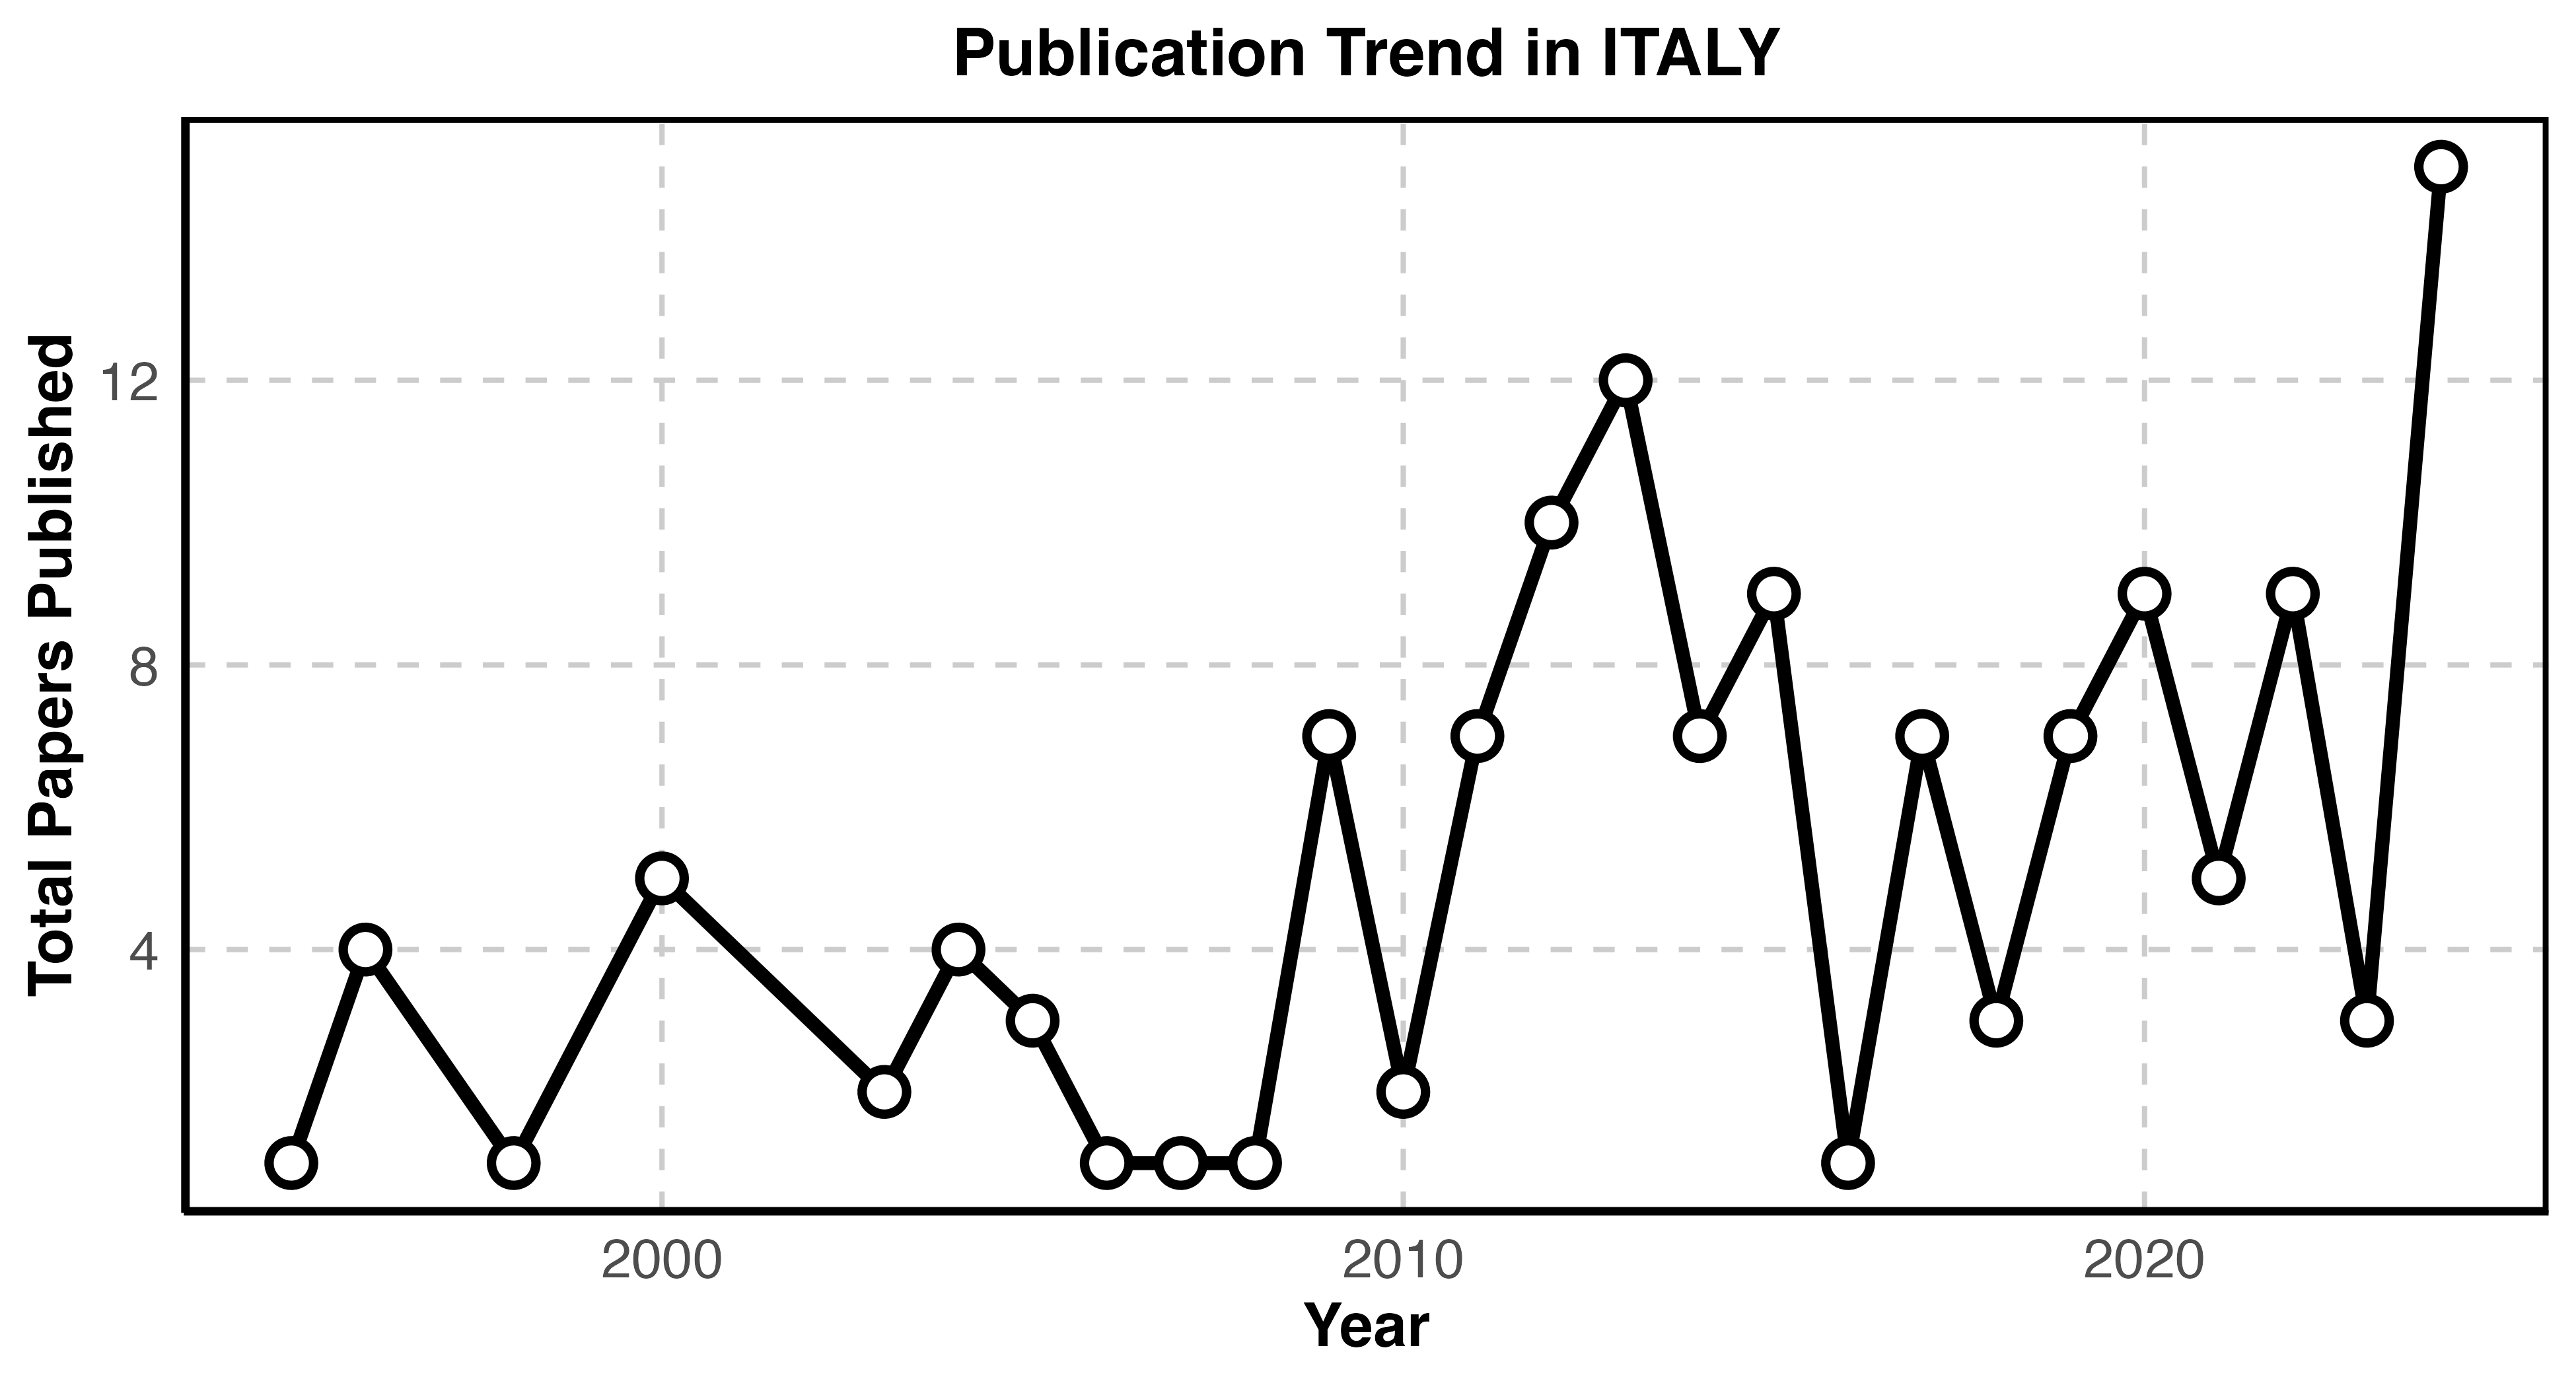 Publication Trend in ITALY
Total Papers Published
12
8
4
2000
2010
2020
Year